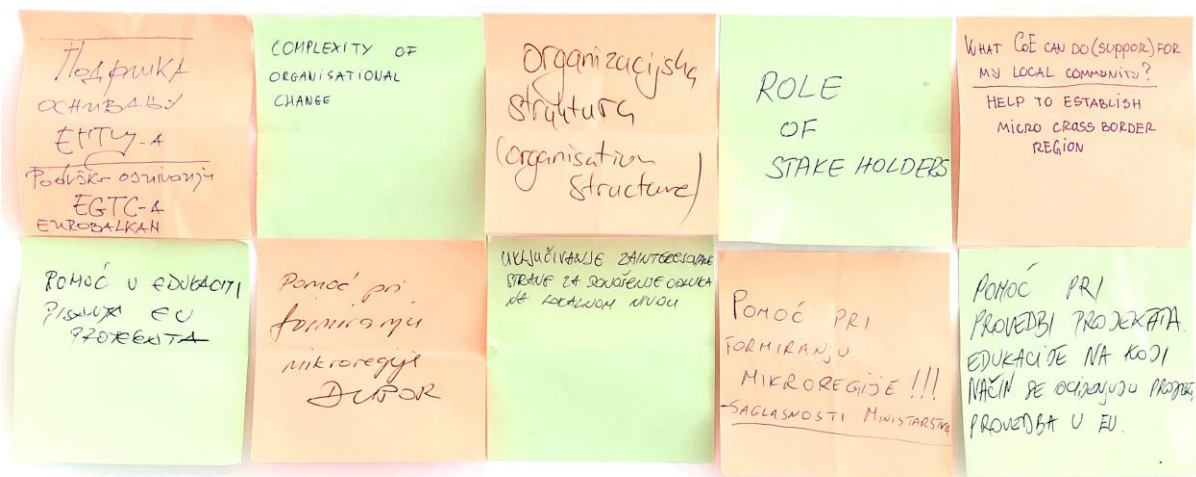 Подршка
оснивању
ЕГТЦ-а
Podrška osnivanju
EGTC-a
EUROBALKAN
COMPLEXITY OF
ORGANISATIONAL
CHANGE
Organizacijska
struktura
(organisation
structure)
ROLE
OF
STAKE HOLDERS
WHAT CoE CAN DO (SUPPOR) FOR
MY LOCAL COMMUNITY?
HELP TO ESTABLISH
MICRO CROSS BORDER
REGION
POMOĆ U EDUKACIJI
PISANJA EU
PROJEKATA
Pomoć pri
formiranju
mikroregije
UKLJUČIVANJE ZAINTERESOVANE
STRANE ZA DONOŠENJE ODLUKA
NA LOKALNOM NIVOU
POMOĆ PRI
FORMIRANJU
MIKROREGIJE !!!
-SAGLASNOSTI MINISTARSTVA
POMOĆ PRI
PROVEDBI PROJEKATA.
EDUKACIJE NA KOJI
NAČIN SE OCJENJUJU
PROVEDBA U EU.